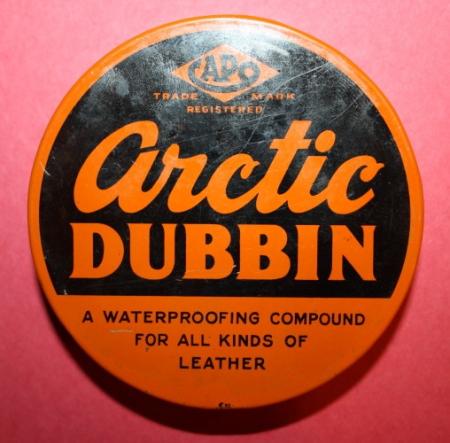 APO
TRADE MARK
REGISTERED
Arctic
DUBBIN
A WATERPROOFING COMPOUND
FOR ALL KINDS OF
LEATHER